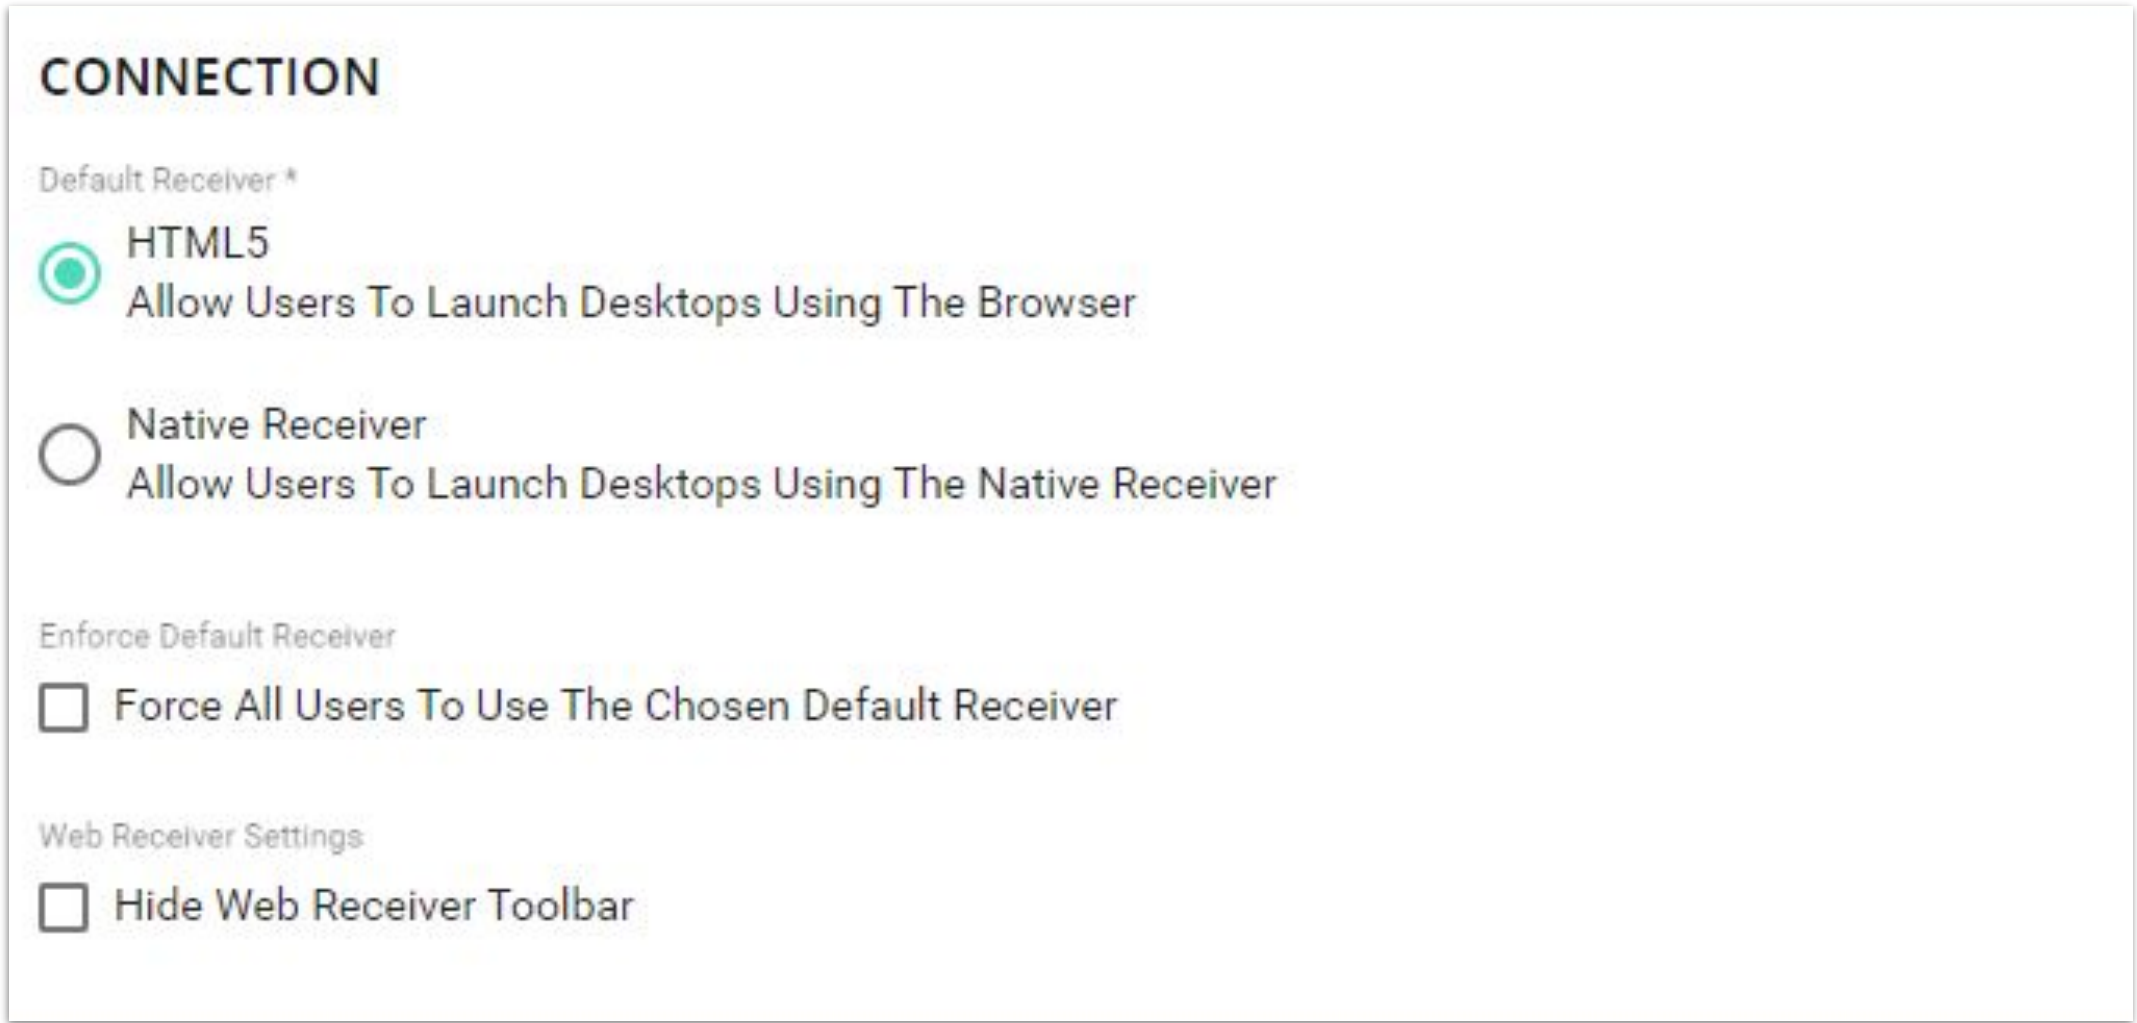 CONNECTION
Default Receiver *
HTML5
Allow Users To Launch Desktops Using The Browser
Native Receiver
Allow Users To Launch Desktops Using The Native Receiver
Enforce Default Receiver
Force All Users To Use The Chosen Default Receiver
Web Receiver Settings
Hide Web Receiver Toolbar